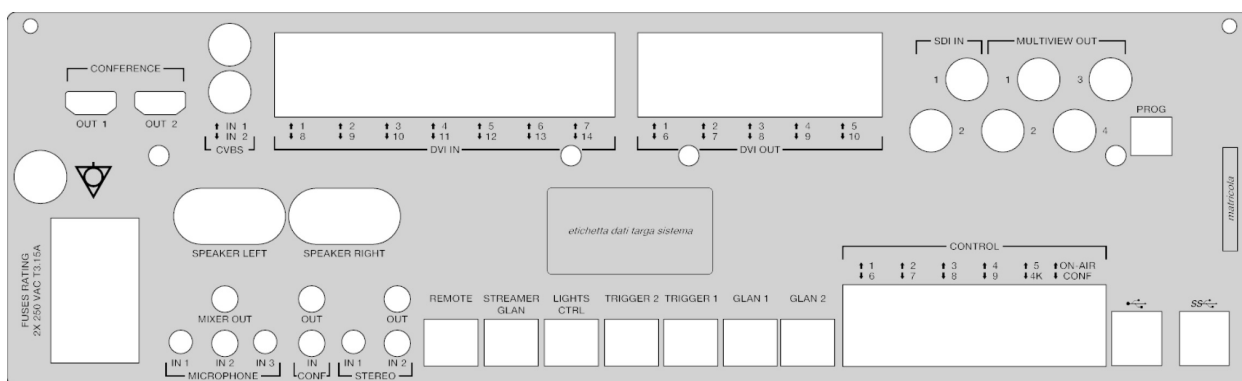 CONFERENCE
OUT 1 OUT 2
↑ IN 1
↓ IN 2
CVBS
↑ 1 ↑ 2 ↑ 3 ↑ 4 ↑ 5 ↑ 6 ↑ 7
↓ 8 ↓ 9 ↓ 10 ↓ 11 ↓ 12 ↓ 13 ↓ 14
DVI IN
↑ 1 ↑ 2 ↑ 3 ↑ 4 ↑ 5
↓ 6 ↓ 7 ↓ 8 ↓ 9 ↓ 10
DVI OUT
SDI IN MULTIVIEW OUT
1 1 3
2 2 4
PROG
matricola
FUSES RATING
2X 250 VAC T3.15A
SPEAKER LEFT SPEAKER RIGHT
etichetta dati targa sistema
CONTROL
↑ 1 ↑ 2 ↑ 3 ↑ 4 ↑ 5 ↑ON-AIR
↓ 6 ↓ 7 ↓ 8 ↓ 9 ↓4K ↓ CONF
REMOTE STREAMER GLAN LIGHTS CTRL TRIGGER 2 TRIGGER 1 GLAN 1 GLAN 2
SS
MIXER OUT OUT OUT
IN 1 IN 2 IN 3 IN IN 1 IN 2
MICROPHONE CONF STEREO